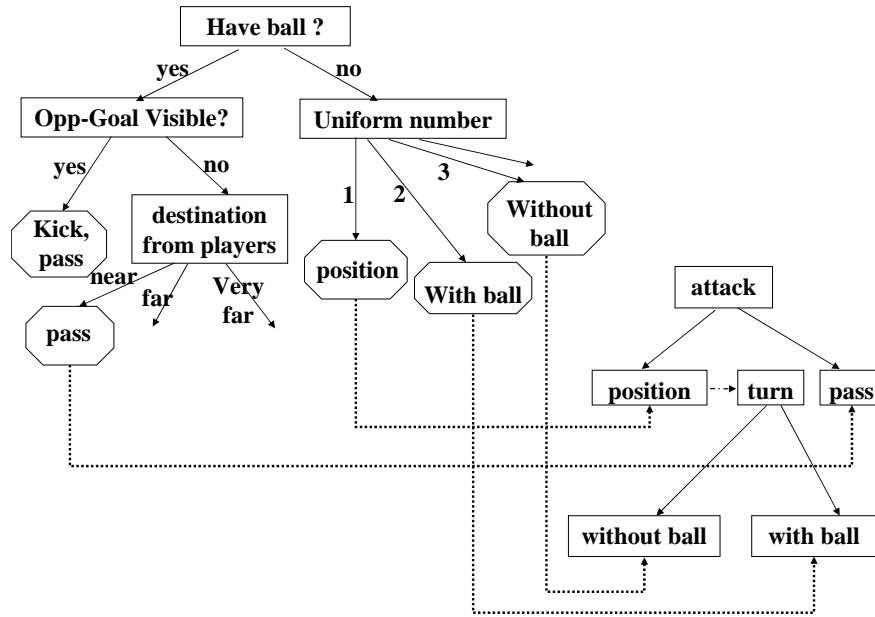 Have ball ?
yes
no
Opp-Goal Visible?
Uniform number
yes
no
1
2
3
Kick,
pass
destination
from players
Without
ball
position
With ball
near
far
Very
far
pass
attack
position
turn
pass
without ball
with ball